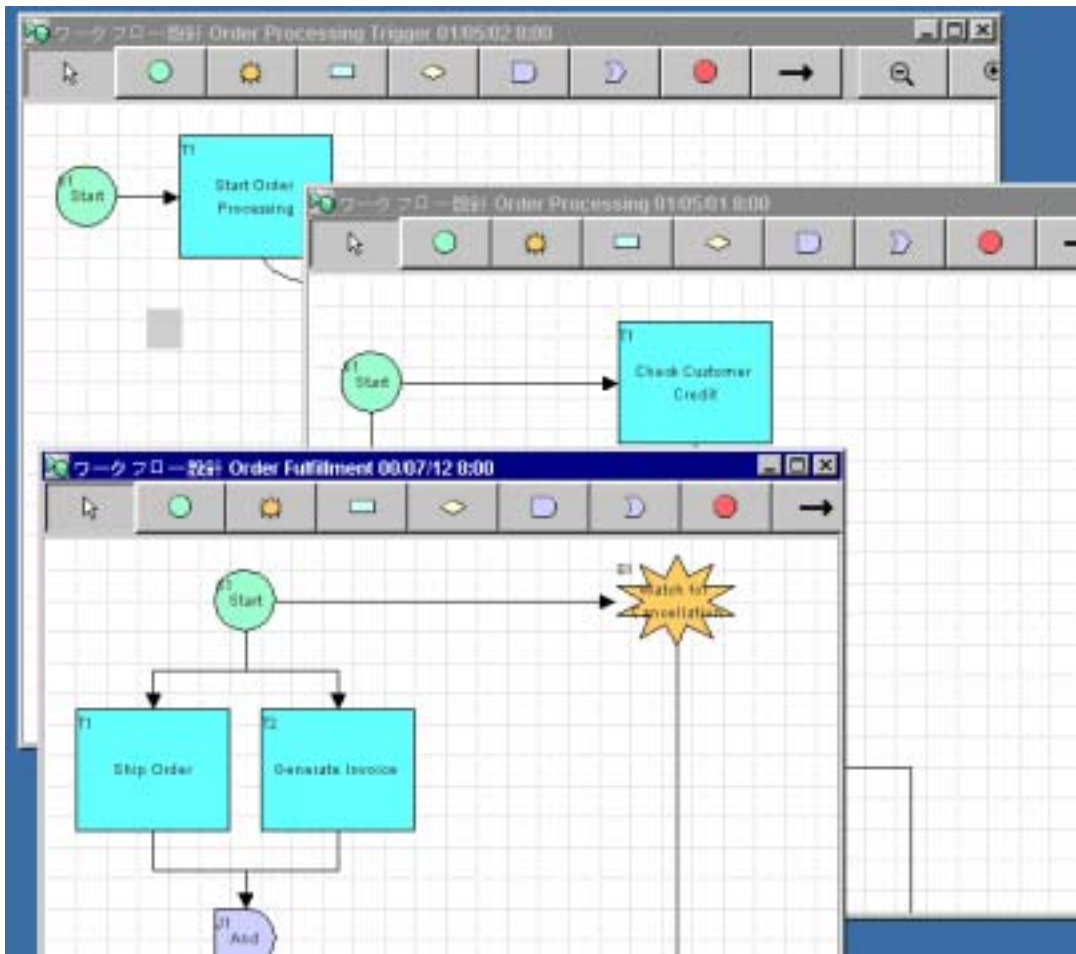 ワークフロー設計 Order Processing Trigger 01/05/02 8:00
Start
T1
Start Order
Processing
ワークフロー設計 Order Processing 01/05/01 8:00
Start
T1
Check Customer
Credit
ワークフロー設計 Order Fulfillment 00/07/12 8:00
Start
for
Cancellation
T1
Ship Order
T2
Generate Invoice
J1
And